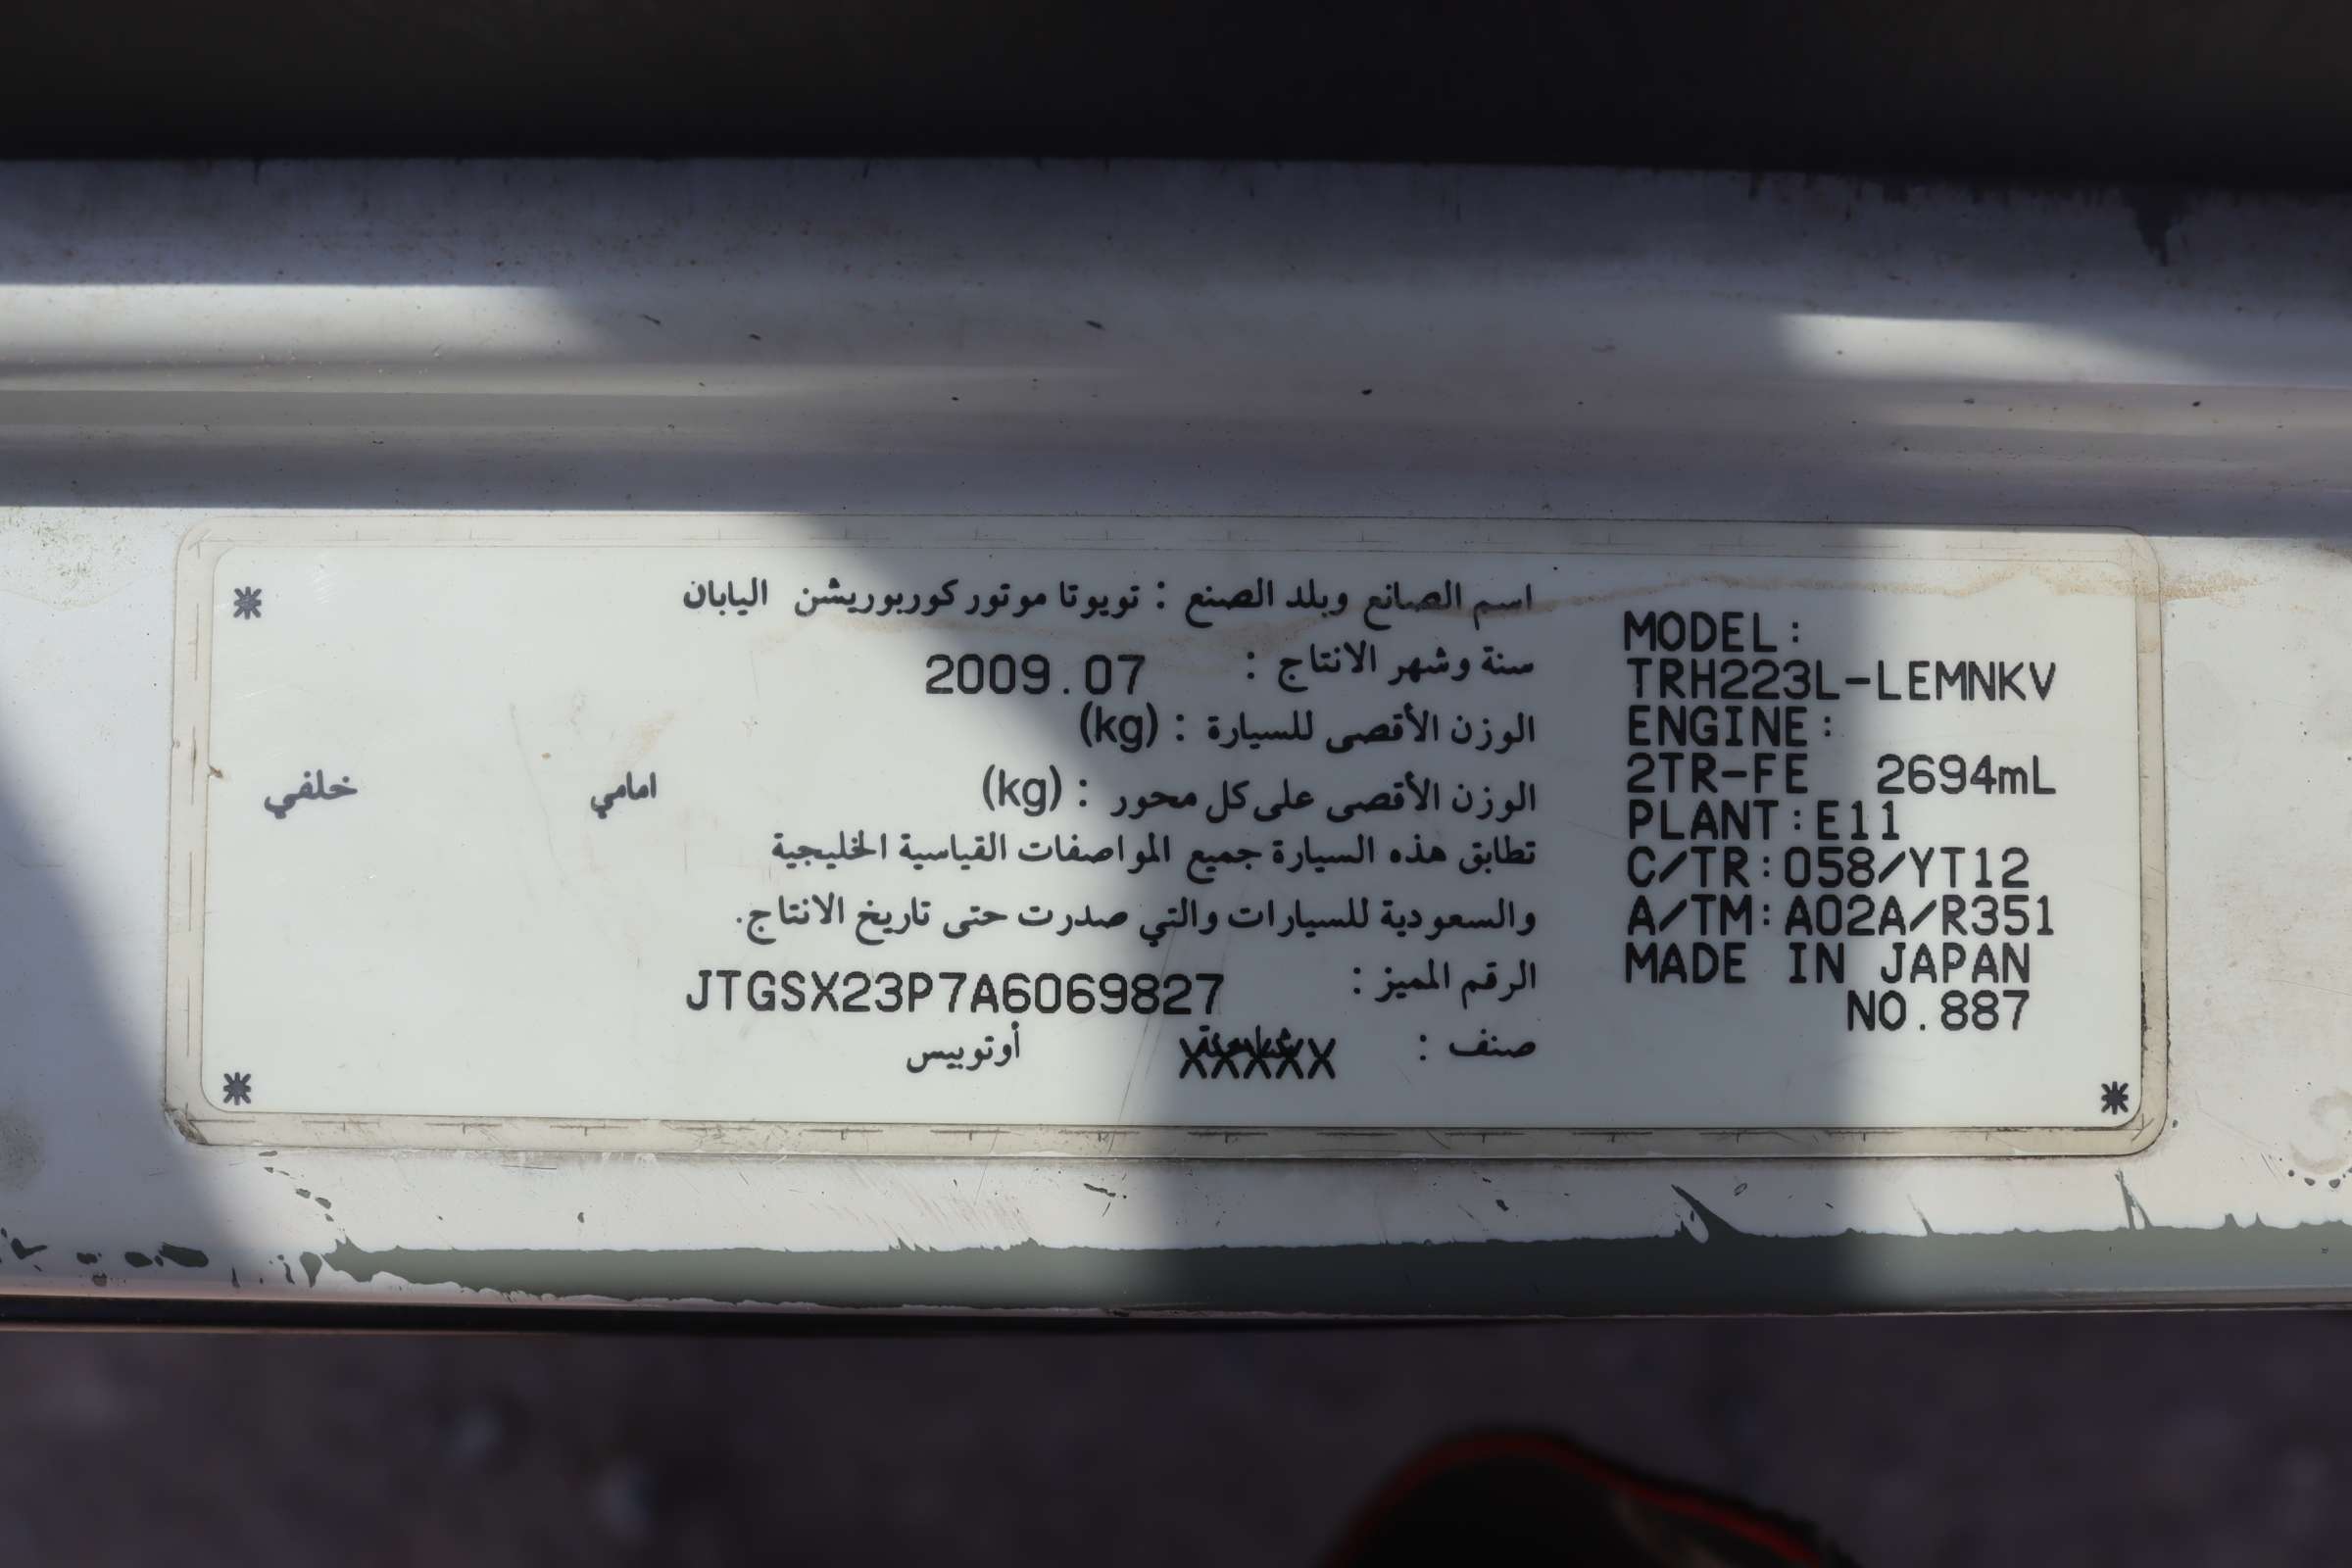 اسم الصانع وبلد الصنع : تويوتا موتور كوربوريشن اليابان
سنة وشهر الانتاج : 2009.07
الوزن الأقصى للسيارة : (kg)
الوزن الأقصى على كل محور : (kg) امامي خلفي
تطابق هذه السيارة جميع المواصفات القياسية الخليجية
والسعودية للسيارات والتي صدرت حتى تاريخ الانتاج.
الرقم المميز : JTGSX23P7A6069827
صنف : XXXXX أوتوبيس
MODEL:
TRH223L-LEMNKV
ENGINE:
2TR-FE 2694mL
PLANT:E11
C/TR:058/YT12
A/TM:A02A/R351
MADE IN JAPAN
NO.887